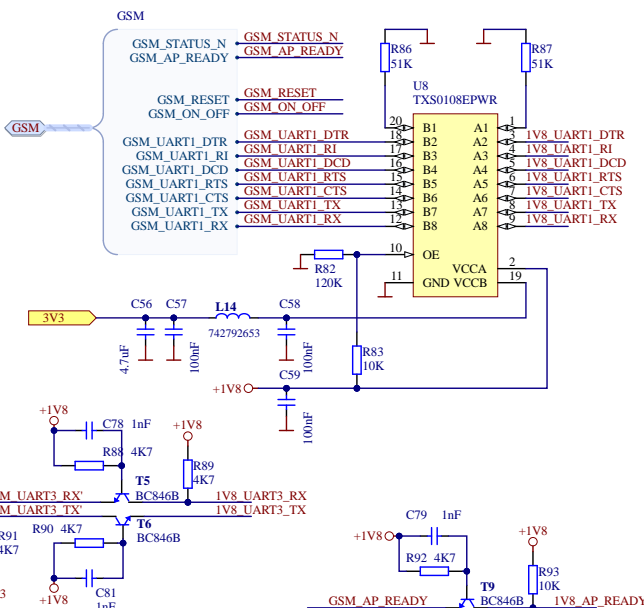 GSM
GSM_STATUS_N GSM_STATUS_N
GSM_AP_READY GSM_AP_READY
R86
51K
R87
51K
U8
TXS0108EPWR
GSM_RESET GSM_RESET
GSM_ON_OFF GSM_ON_OFF
GSM
20 B1 A1 1
GSM_UART1_DTR GSM_UART1_DTR 18 B2 A2 3 1V8_UART1_DTR
GSM_UART1_RI GSM_UART1_RI 17 B3 A3 4 1V8_UART1_RI
GSM_UART1_DCD GSM_UART1_DCD 16 B4 A4 5 1V8_UART1_DCD
GSM_UART1_RTS GSM_UART1_RTS 15 B5 A5 6 1V8_UART1_RTS
GSM_UART1_CTS GSM_UART1_CTS 14 B6 A6 7 1V8_UART1_CTS
GSM_UART1_TX GSM_UART1_TX 13 B7 A7 8 1V8_UART1_TX
GSM_UART1_RX GSM_UART1_RX 12 B8 A8 9 1V8_UART1_RX
10 OE
R82
120K
VCCA 2
11 GND VCCB 19
C56 C57 L14 C58
3V3
742792653
4.7uF 100nF 100nF
R83
10K
C59
+1V8
100nF
+1V8
C78 1nF
+1V8
R88 4K7
R89
4K7
T5
BC846B
M_UART3_RX' 1V8_UART3_RX
M_UART3_TX' 1V8_UART3_TX
T6
BC846B
R91
4K7
R90 4K7
C81
1nF
3
+1V8
C79 1nF
+1V8
+1V8
R92 4K7
R93
10K
T9
BC846B
GSM_AP_READY 1V8_AP_READY